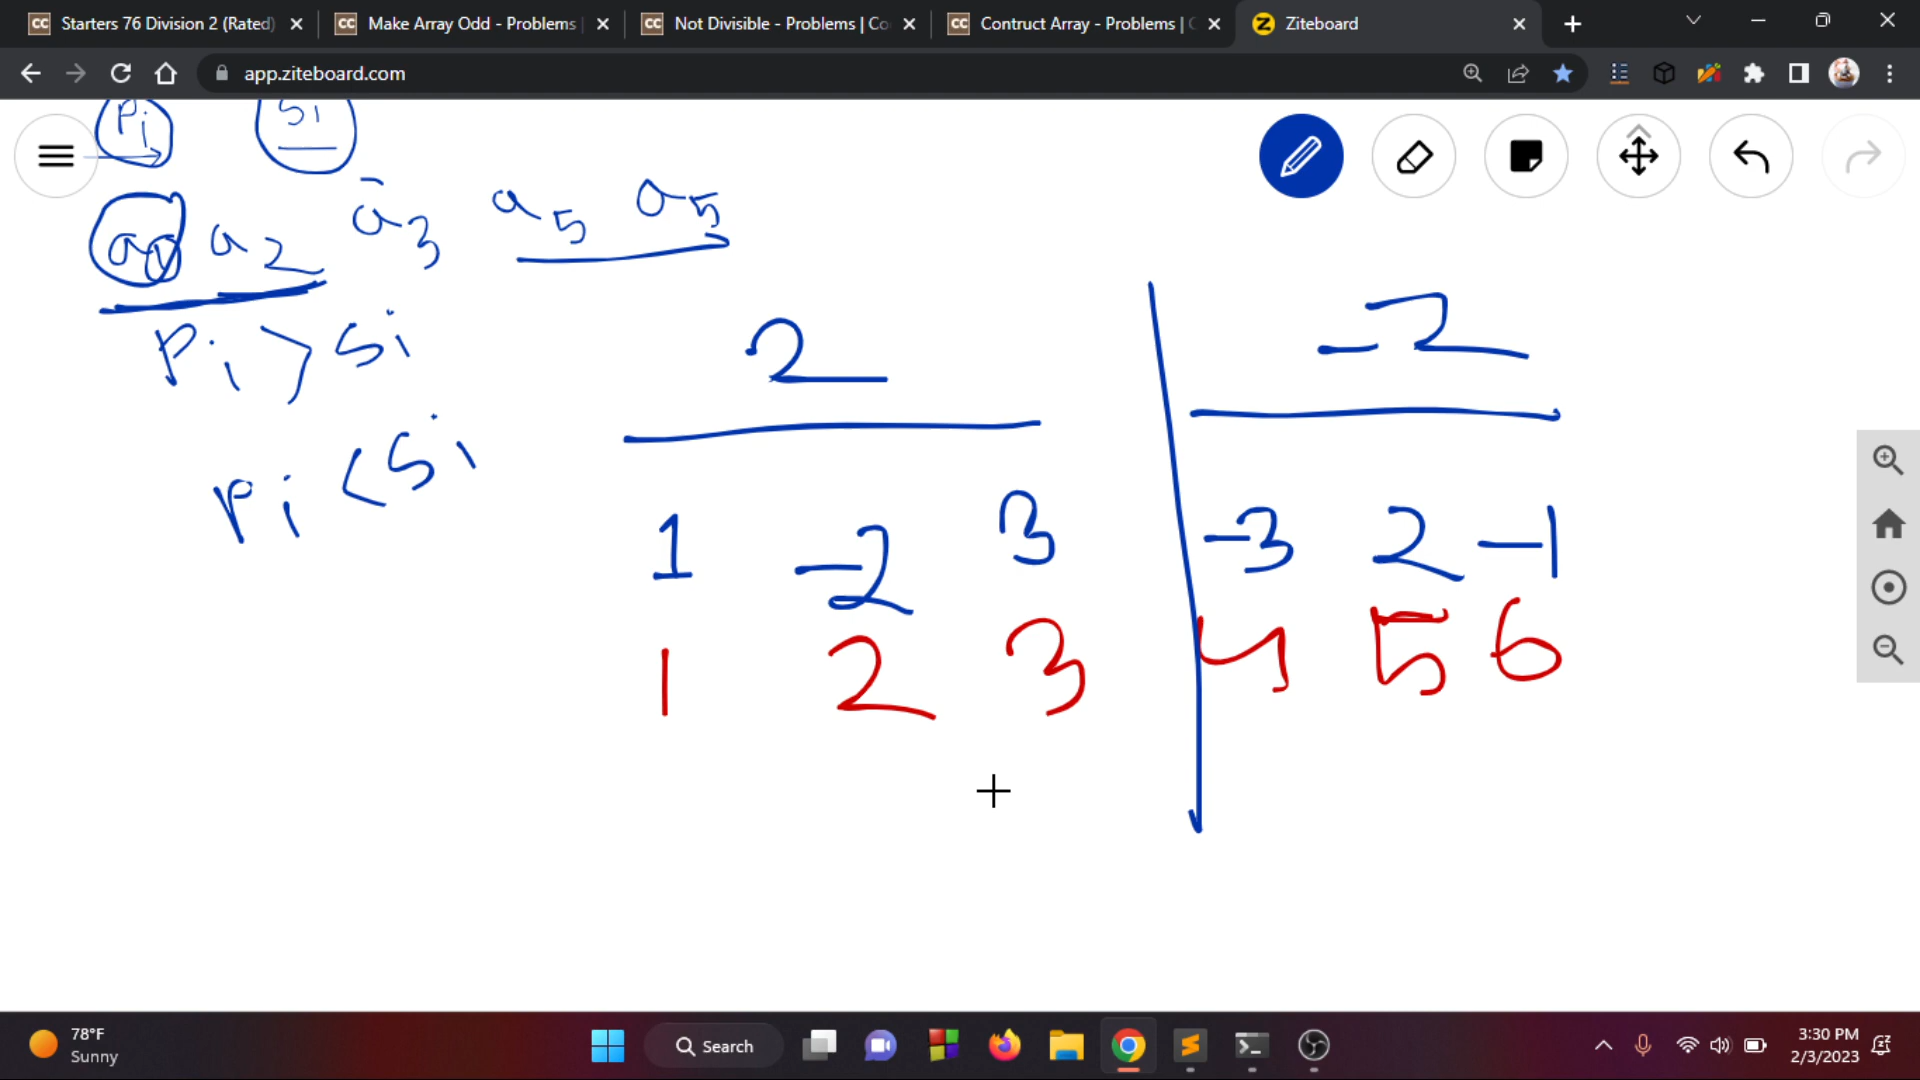 Starters 76 Division 2 (Rated)
Make Array Odd - Problems
Not Divisible - Problems | Co
Contruct Array - Problems | C
Ziteboard
app.ziteboard.com
Pi Si
a2 a3 a5 a5
Pi > Si
Pi < Si
2 -2
1 -2 3 -3 2 -1
1 2 3 4 5 6
78°F
Sunny
Search
3:30 PM
2/3/2023